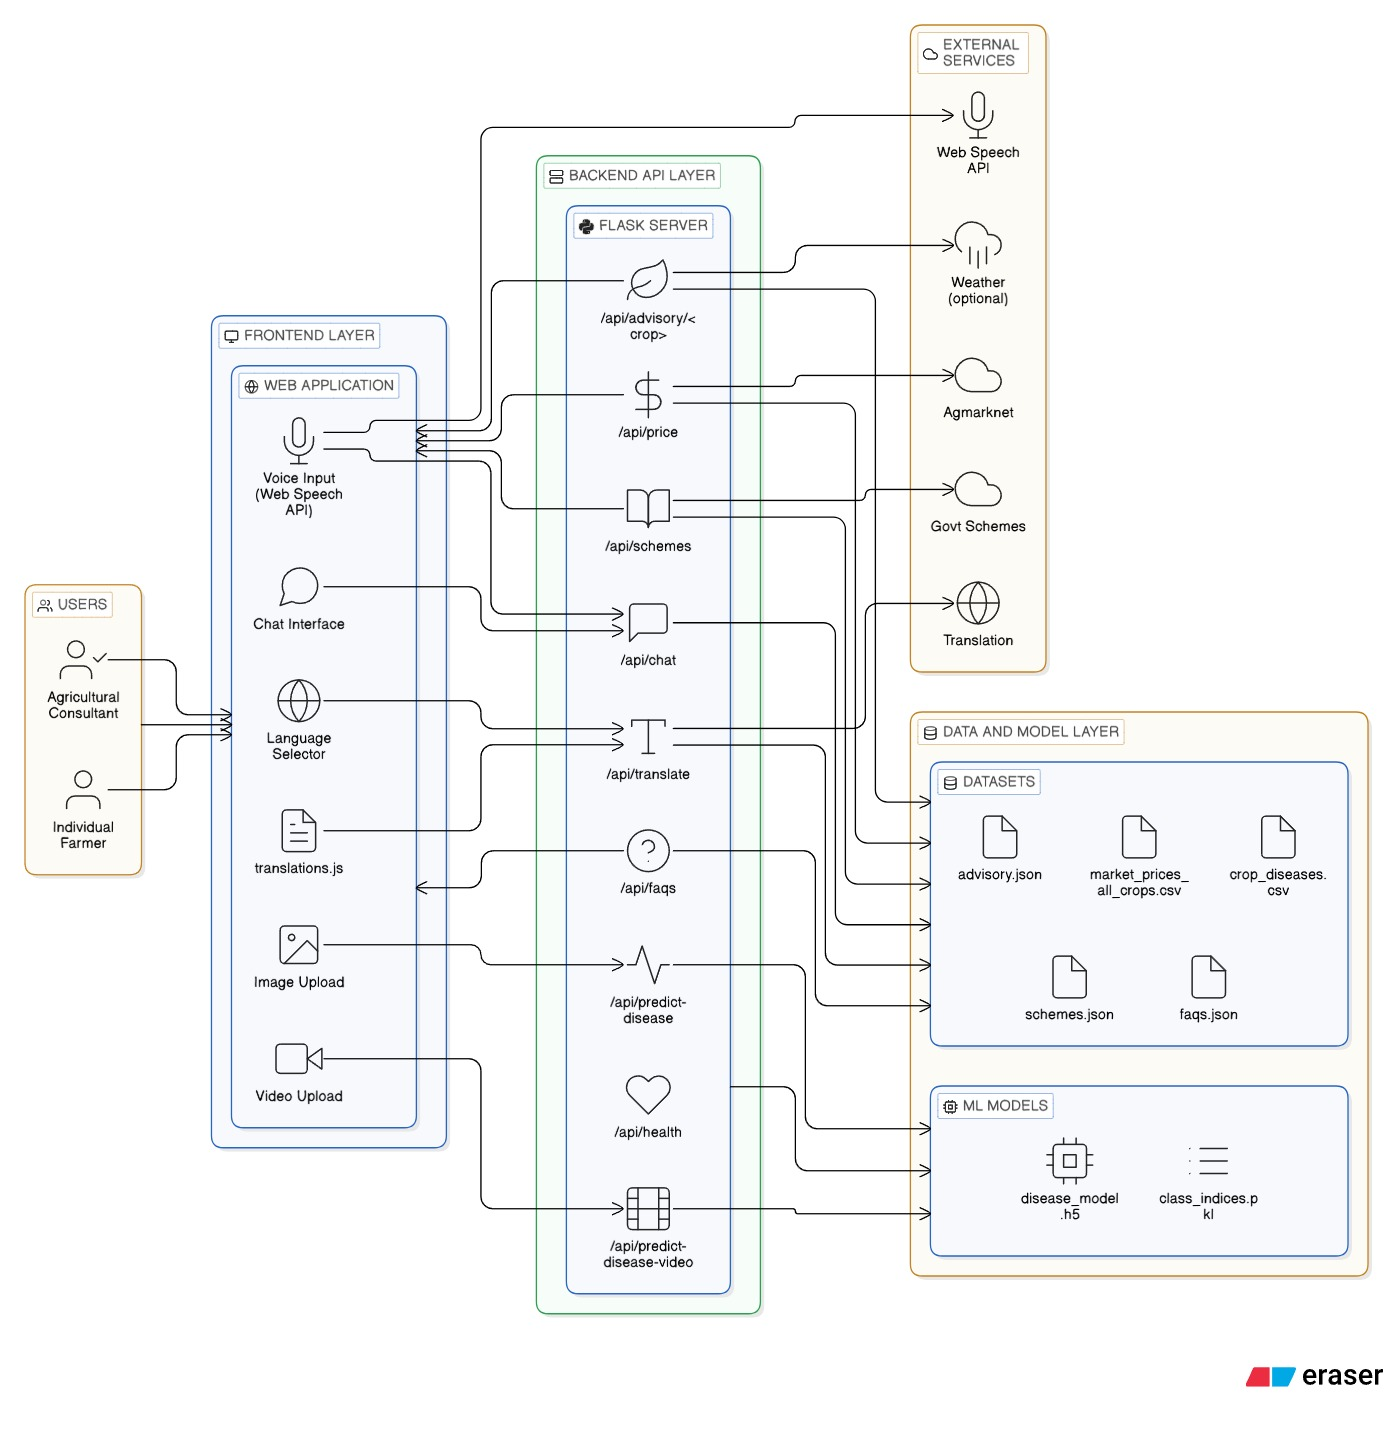 USERS
Agricultural
Consultant
Individual
Farmer
FRONTEND LAYER
WEB APPLICATION
Voice Input
(Web Speech
API)
Chat Interface
Language
Selector
translations.js
Image Upload
Video Upload
BACKEND API LAYER
FLASK SERVER
/api/advisory/<
crop>
/api/price
/api/schemes
/api/chat
/api/translate
/api/faqs
/api/predict-
disease
/api/health
/api/predict-
disease-video
EXTERNAL
SERVICES
Web Speech
API
Weather
(optional)
Agmarknet
Govt Schemes
Translation
DATA AND MODEL LAYER
DATASETS
advisory.json
market_prices_
all_crops.csv
crop_diseases.
csv
schemes.json
faqs.json
ML MODELS
disease_model
.h5
class_indices.p
kl
eraser